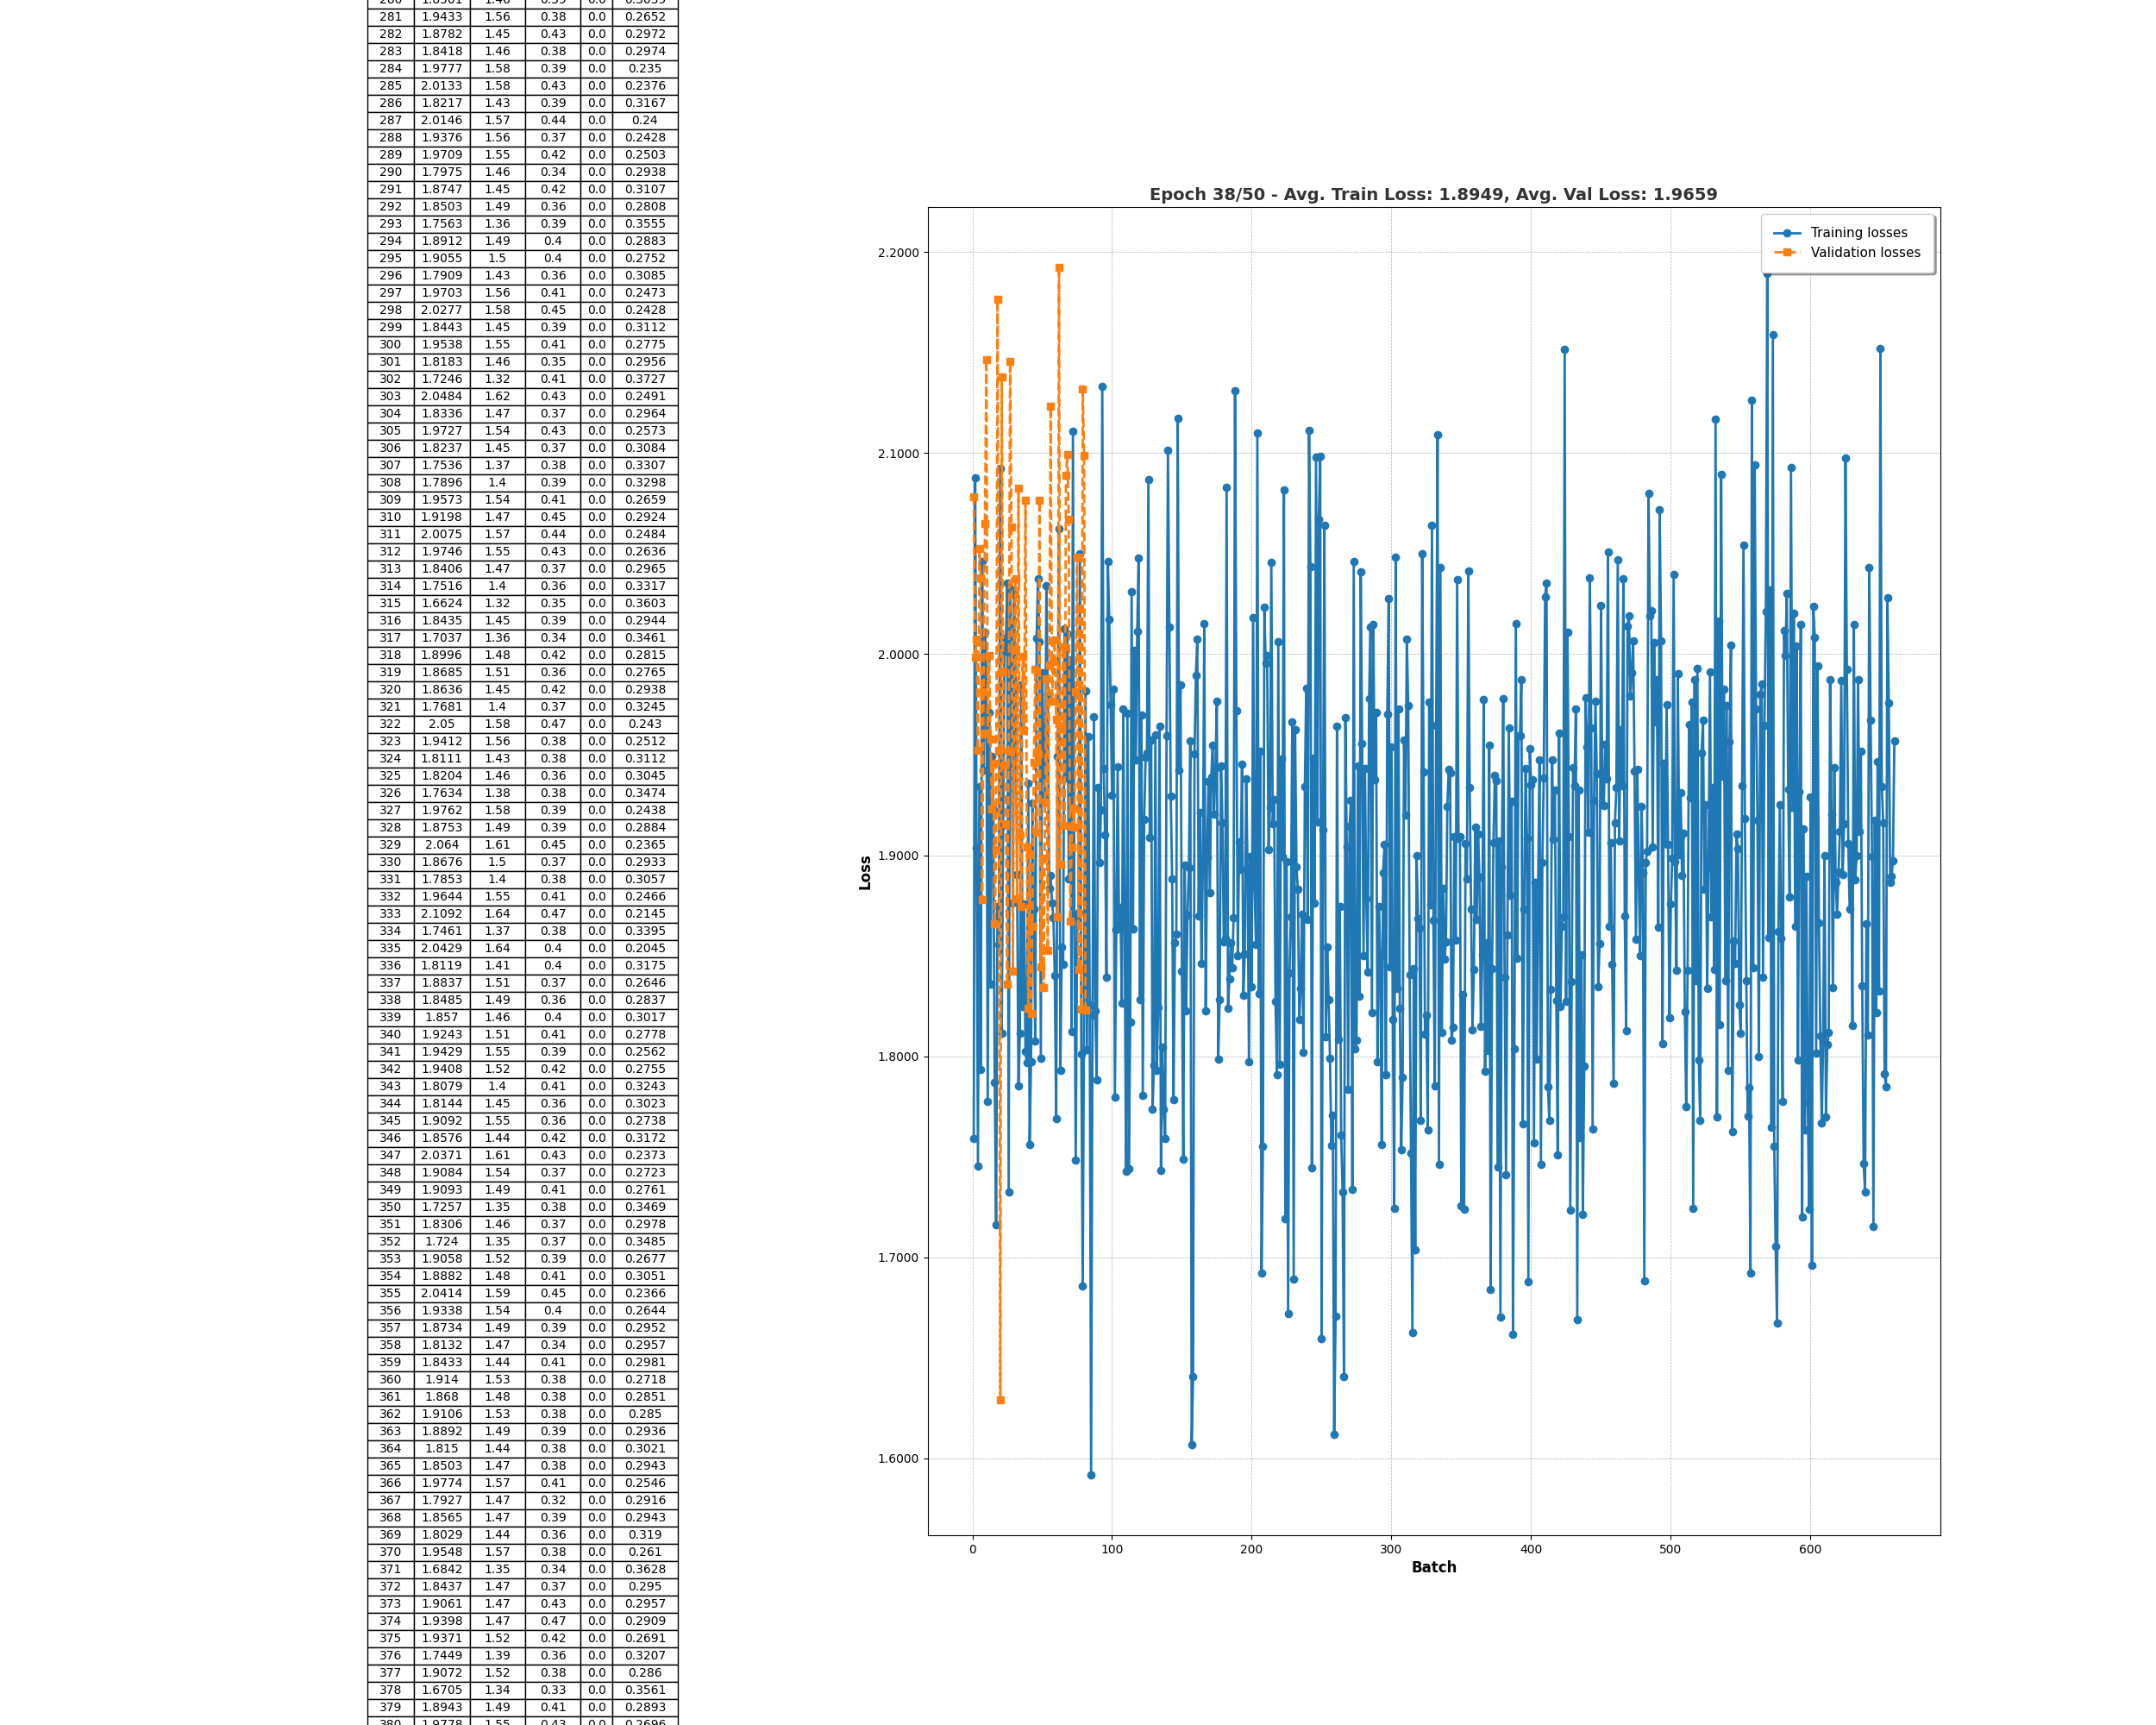 281 1.9433 1.56 0.38 0.0 0.2652
282 1.8782 1.45 0.43 0.0 0.2972
283 1.8418 1.46 0.38 0.0 0.2974
284 1.9777 1.58 0.39 0.0 0.235
285 2.0133 1.58 0.43 0.0 0.2376
286 1.8217 1.43 0.39 0.0 0.3167
287 2.0146 1.57 0.44 0.0 0.24
288 1.9376 1.56 0.37 0.0 0.2428
289 1.9709 1.55 0.42 0.0 0.2503
290 1.7975 1.46 0.34 0.0 0.2938
291 1.8747 1.45 0.42 0.0 0.3107
292 1.8503 1.49 0.36 0.0 0.2808
293 1.7563 1.36 0.39 0.0 0.3555
294 1.8912 1.49 0.4 0.0 0.2883
295 1.9055 1.5 0.4 0.0 0.2752
296 1.7909 1.43 0.36 0.0 0.3085
297 1.9703 1.56 0.41 0.0 0.2473
298 2.0277 1.58 0.45 0.0 0.2428
299 1.8443 1.45 0.39 0.0 0.3112
300 1.9538 1.55 0.41 0.0 0.2775
301 1.8183 1.46 0.35 0.0 0.2956
302 1.7246 1.32 0.41 0.0 0.3727
303 2.0484 1.62 0.43 0.0 0.2491
304 1.8336 1.47 0.37 0.0 0.2964
305 1.9727 1.54 0.43 0.0 0.2573
306 1.8237 1.45 0.37 0.0 0.3084
307 1.7536 1.37 0.38 0.0 0.3307
308 1.7896 1.4 0.39 0.0 0.3298
309 1.9573 1.54 0.41 0.0 0.2659
310 1.9198 1.47 0.45 0.0 0.2924
311 2.0075 1.57 0.44 0.0 0.2484
312 1.9746 1.55 0.43 0.0 0.2636
313 1.8406 1.47 0.37 0.0 0.2965
314 1.7516 1.4 0.36 0.0 0.3317
315 1.6624 1.32 0.35 0.0 0.3603
316 1.8435 1.45 0.39 0.0 0.2944
317 1.7037 1.36 0.34 0.0 0.3461
318 1.8996 1.48 0.42 0.0 0.2815
319 1.8685 1.51 0.36 0.0 0.2765
320 1.8636 1.45 0.42 0.0 0.2938
321 1.7681 1.4 0.37 0.0 0.3245
322 2.05 1.58 0.47 0.0 0.243
323 1.9412 1.56 0.38 0.0 0.2512
324 1.8111 1.43 0.38 0.0 0.3112
325 1.8204 1.46 0.36 0.0 0.3045
326 1.7634 1.38 0.38 0.0 0.3474
327 1.9762 1.58 0.39 0.0 0.2438
328 1.8753 1.49 0.39 0.0 0.2884
329 2.064 1.61 0.45 0.0 0.2365
330 1.8676 1.5 0.37 0.0 0.2933
331 1.7853 1.4 0.38 0.0 0.3057
332 1.9644 1.55 0.41 0.0 0.2466
333 2.1092 1.64 0.47 0.0 0.2145
334 1.7461 1.37 0.38 0.0 0.3395
335 2.0429 1.64 0.4 0.0 0.2045
336 1.8119 1.41 0.4 0.0 0.3175
337 1.8837 1.51 0.37 0.0 0.2646
338 1.8485 1.49 0.36 0.0 0.2837
339 1.857 1.46 0.4 0.0 0.3017
340 1.9243 1.51 0.41 0.0 0.2778
341 1.9429 1.55 0.39 0.0 0.2562
342 1.9408 1.52 0.42 0.0 0.2755
343 1.8079 1.4 0.41 0.0 0.3243
344 1.8144 1.45 0.36 0.0 0.3023
345 1.9092 1.55 0.36 0.0 0.2738
346 1.8576 1.44 0.42 0.0 0.3172
347 2.0371 1.61 0.43 0.0 0.2373
348 1.9084 1.54 0.37 0.0 0.2723
349 1.9093 1.49 0.41 0.0 0.2761
350 1.7257 1.35 0.38 0.0 0.3469
351 1.8306 1.46 0.37 0.0 0.2978
352 1.724 1.35 0.37 0.0 0.3485
353 1.9058 1.52 0.39 0.0 0.2677
354 1.8882 1.48 0.41 0.0 0.3051
355 2.0414 1.59 0.45 0.0 0.2366
356 1.9338 1.54 0.4 0.0 0.2644
357 1.8734 1.49 0.39 0.0 0.2952
358 1.8132 1.47 0.34 0.0 0.2957
359 1.8433 1.44 0.41 0.0 0.2981
360 1.914 1.53 0.38 0.0 0.2718
361 1.868 1.48 0.38 0.0 0.2851
362 1.9106 1.53 0.38 0.0 0.285
363 1.8892 1.49 0.39 0.0 0.2936
364 1.815 1.44 0.38 0.0 0.3021
365 1.8503 1.47 0.38 0.0 0.2943
366 1.9774 1.57 0.41 0.0 0.2546
367 1.7927 1.47 0.32 0.0 0.2916
368 1.8565 1.47 0.39 0.0 0.2943
369 1.8029 1.44 0.36 0.0 0.319
370 1.9548 1.57 0.38 0.0 0.261
371 1.6842 1.35 0.34 0.0 0.3628
372 1.8437 1.47 0.37 0.0 0.295
373 1.9061 1.47 0.43 0.0 0.2957
374 1.9398 1.47 0.47 0.0 0.2909
375 1.9371 1.52 0.42 0.0 0.2691
376 1.7449 1.39 0.36 0.0 0.3207
377 1.9072 1.52 0.38 0.0 0.286
378 1.6705 1.34 0.33 0.0 0.3561
379 1.8943 1.49 0.41 0.0 0.2893
380 1.9778 1.55 0.43 0.0 0.2696
Epoch 38/50 - Avg. Train Loss: 1.8949, Avg. Val Loss: 1.9659
Training losses
Validation losses
2.2000
2.1000
2.0000
1.9000
1.8000
1.7000
1.6000
Loss
0 100 200 300 400 500 600
Batch